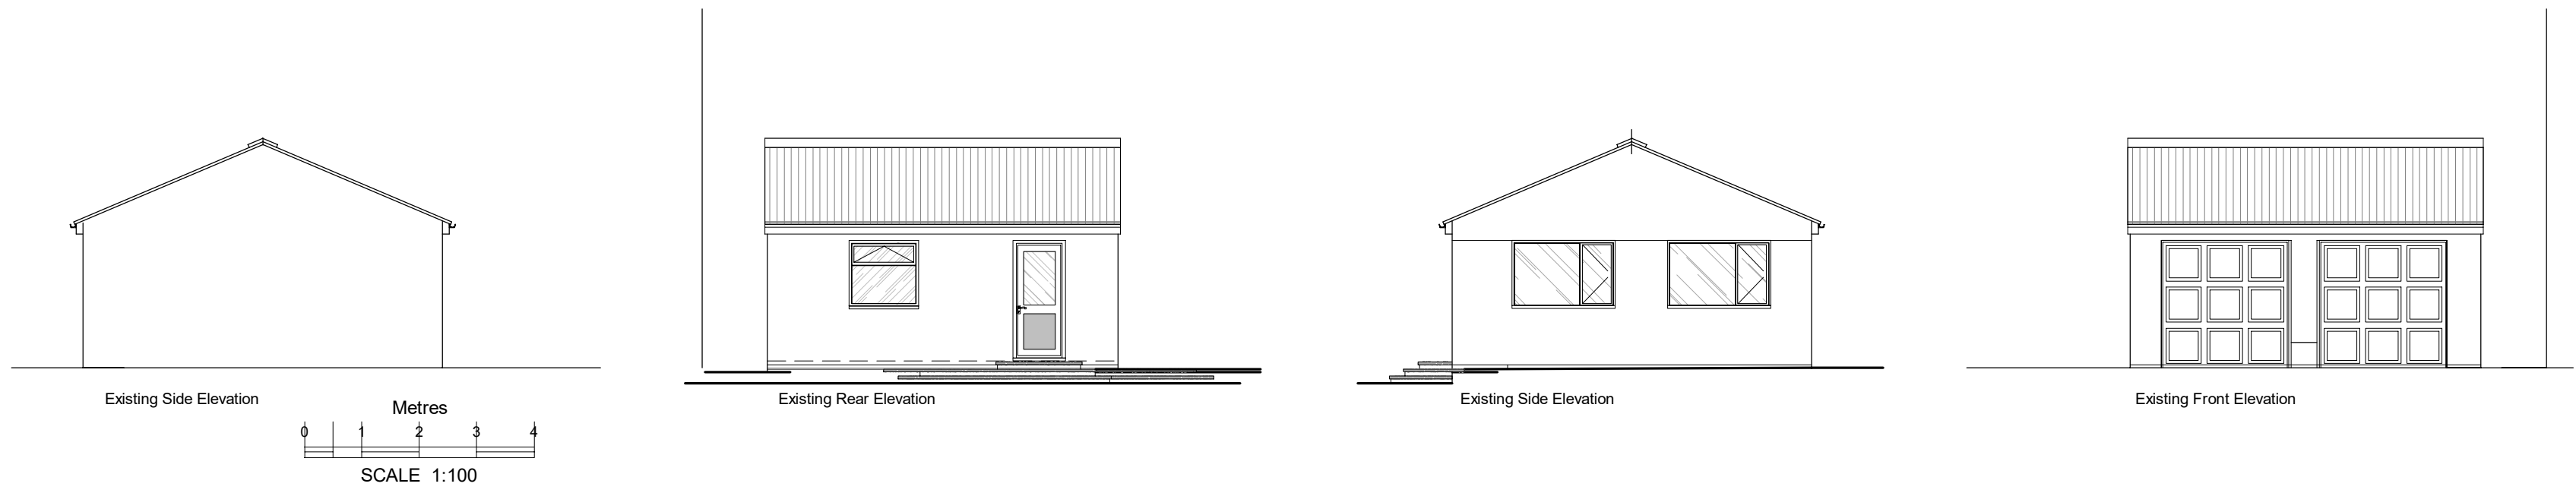 Existing Side Elevation
Existing Rear Elevation
Existing Side Elevation
Existing Front Elevation
Metres
0 1 2 3 4
SCALE 1:100